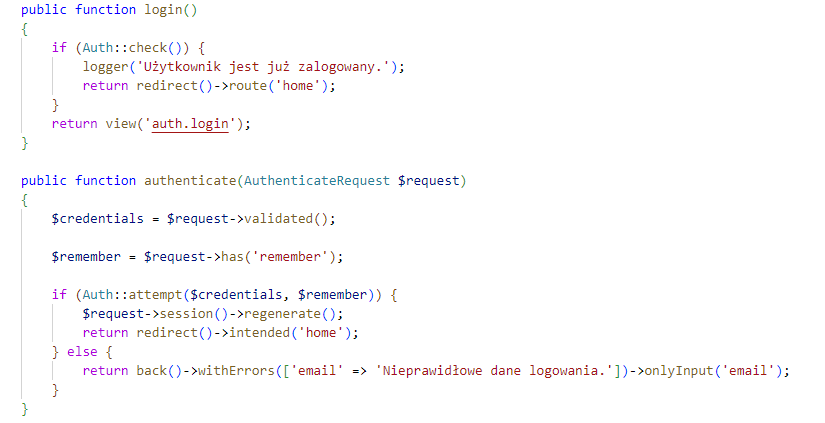 public function login()
{
    if (Auth::check()) {
        logger('Użytkownik jest już zalogowany.');
        return redirect()->route('home');
    }
    return view('auth.login');
}

public function authenticate(AuthenticateRequest $request)
{
    $credentials = $request->validated();

    $remember = $request->has('remember');

    if (Auth::attempt($credentials, $remember)) {
        $request->session()->regenerate();
        return redirect()->intended('home');
    } else {
        return back()->withErrors(['email' => 'Nieprawidłowe dane logowania.'])->onlyInput('email');
    }
}